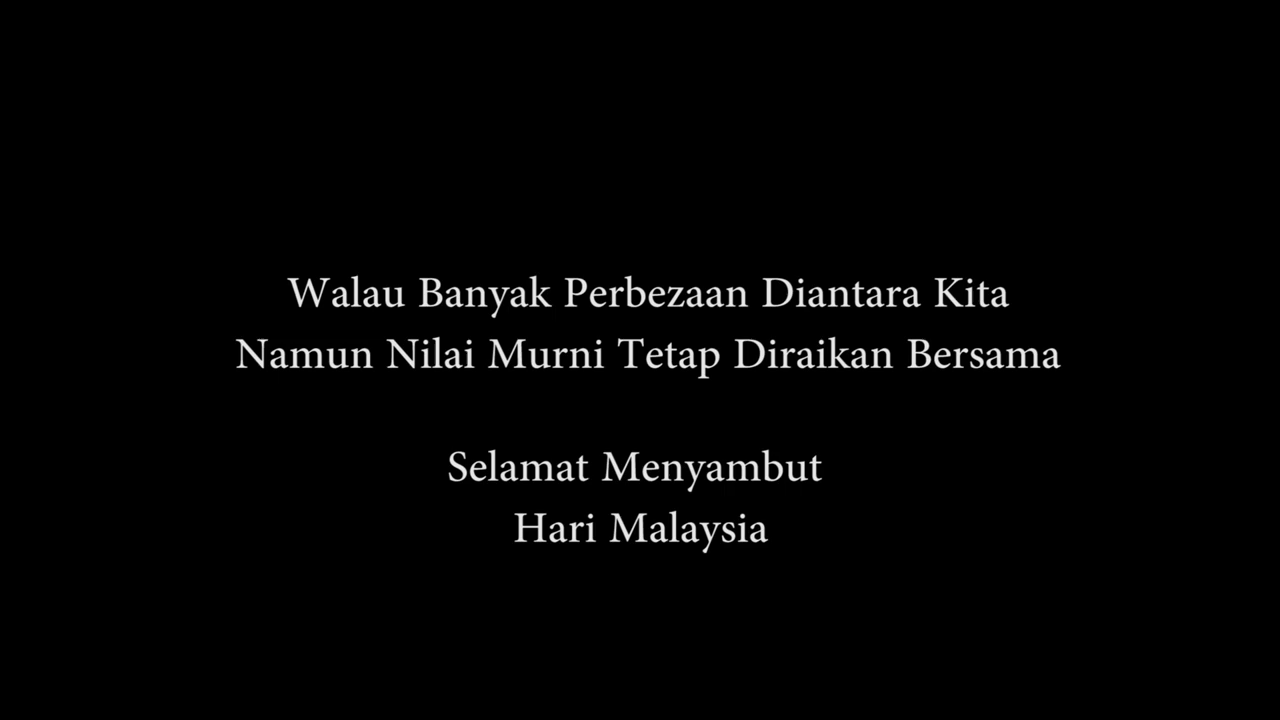 Walau Banyak Perbezaan Diantara Kita
Namun Nilai Murni Tetap Diraikan Bersama
Selamat Menyambut
Hari Malaysia